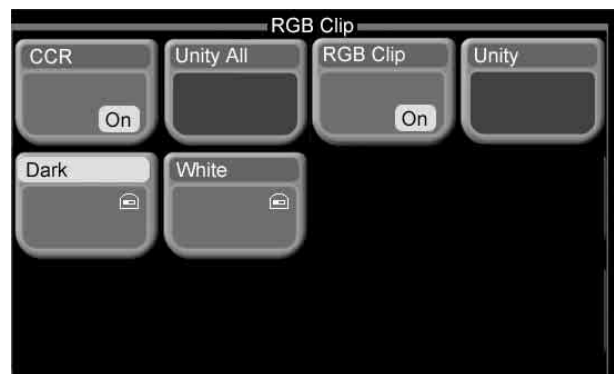 RGB Clip
CCR
Unity All
RGB Clip
Unity
On
On
Dark
White